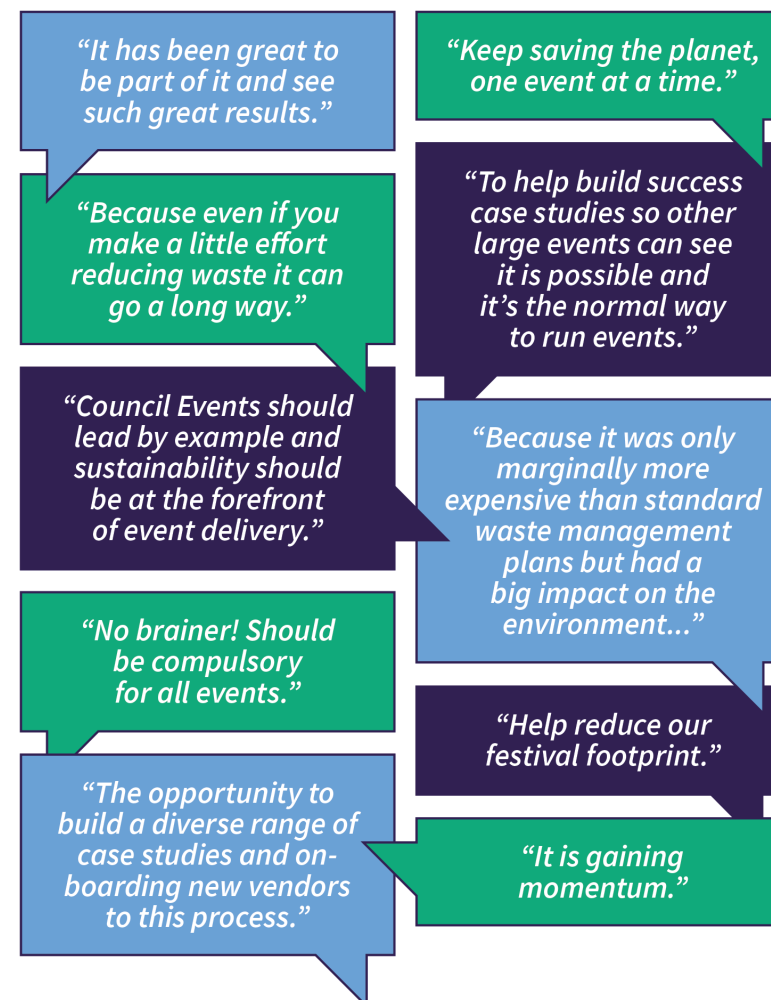 “It has been great to
be part of it and see
such great results.”
“Because even if you
make a little effort
reducing waste it can
go a long way.”
“Council Events should
lead by example and
sustainability should
be at the forefront
of event delivery.”
“No brainer! Should
be compulsory
for all events.”
“The opportunity to
build a diverse range of
case studies and on-
boarding new vendors
to this process.”
“Keep saving the planet,
one event at a time.”
“To help build success
case studies so other
large events can see
it is possible and
it’s the normal way
to run events.”
“Because it was only
marginally more
expensive than standard
waste management
plans but had a
big impact on the
environment...”
“Help reduce our
festival footprint.”
“It is gaining
momentum.”